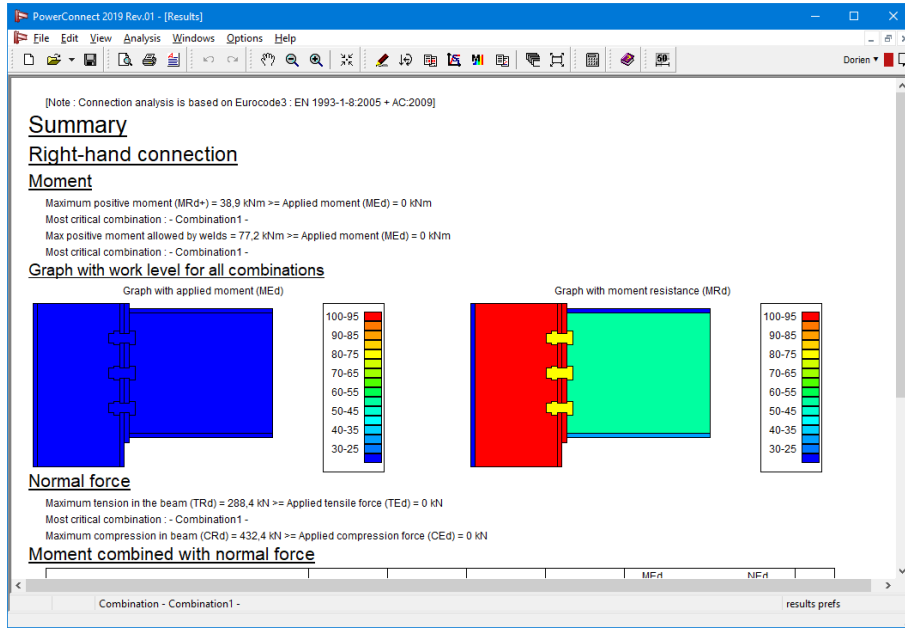 PowerConnect 2019 Rev.01 - [Results]
File Edit View Analysis Windows Options Help
Dorien
[Note : Connection analysis is based on Eurocode3 : EN 1993-1-8:2005 + AC:2009]
Summary
Right-hand connection
Moment
Maximum positive moment (MRd+) = 38,9 kNm >= Applied moment (MEd) = 0 kNm
Most critical combination : - Combination1 -
Max positive moment allowed by welds = 77,2 kNm >= Applied moment (MEd) = 0 kNm
Most critical combination : - Combination1 -
Graph with work level for all combinations
Graph with applied moment (MEd) Graph with moment resistance (MRd)
100-95 100-95
90-85 90-85
80-75 80-75
70-65 70-65
60-55 60-55
50-45 50-45
40-35 40-35
30-25 30-25
Normal force
Maximum tension in the beam (TRd) = 288,4 kN >= Applied tensile force (TEd) = 0 kN
Most critical combination : - Combination1 -
Maximum compression in beam (CRd) = 432,4 kN >= Applied compression force (CEd) = 0 kN
Moment combined with normal force
MEd NEd
Combination - Combination1 - results prefs